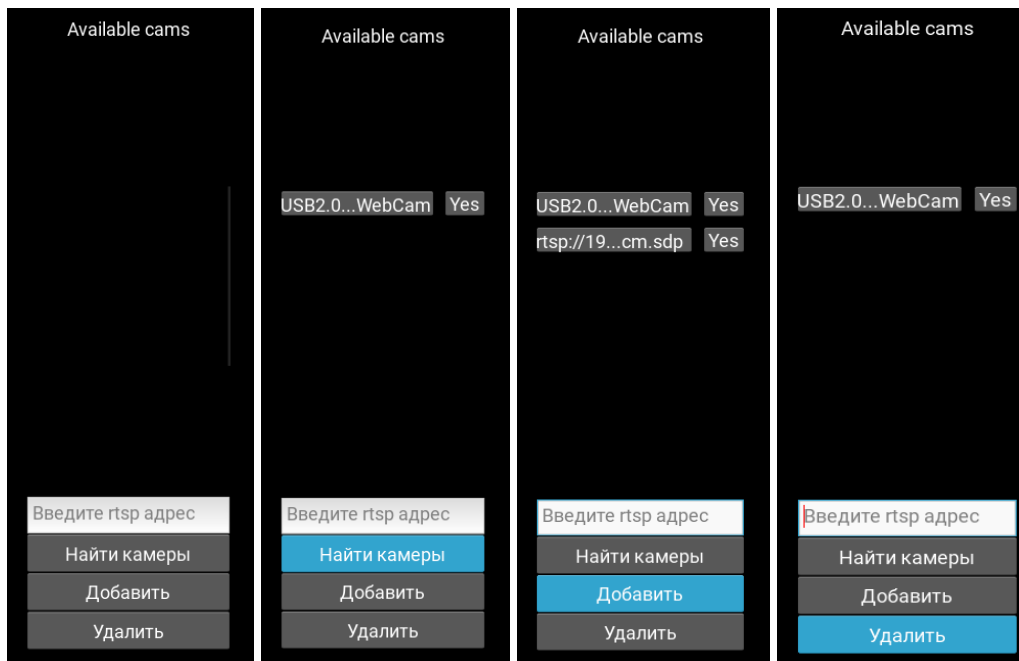 Available cams
Введите rtsp адрес
Найти камеры
Добавить
Удалить
Available cams
USB2.0...WebCam Yes
Введите rtsp адрес
Найти камеры
Добавить
Удалить
Available cams
USB2.0...WebCam Yes
rtsp://19...cm.sdp Yes
Введите rtsp адрес
Найти камеры
Добавить
Удалить
Available cams
USB2.0...WebCam Yes
Введите rtsp адрес
Найти камеры
Добавить
Удалить